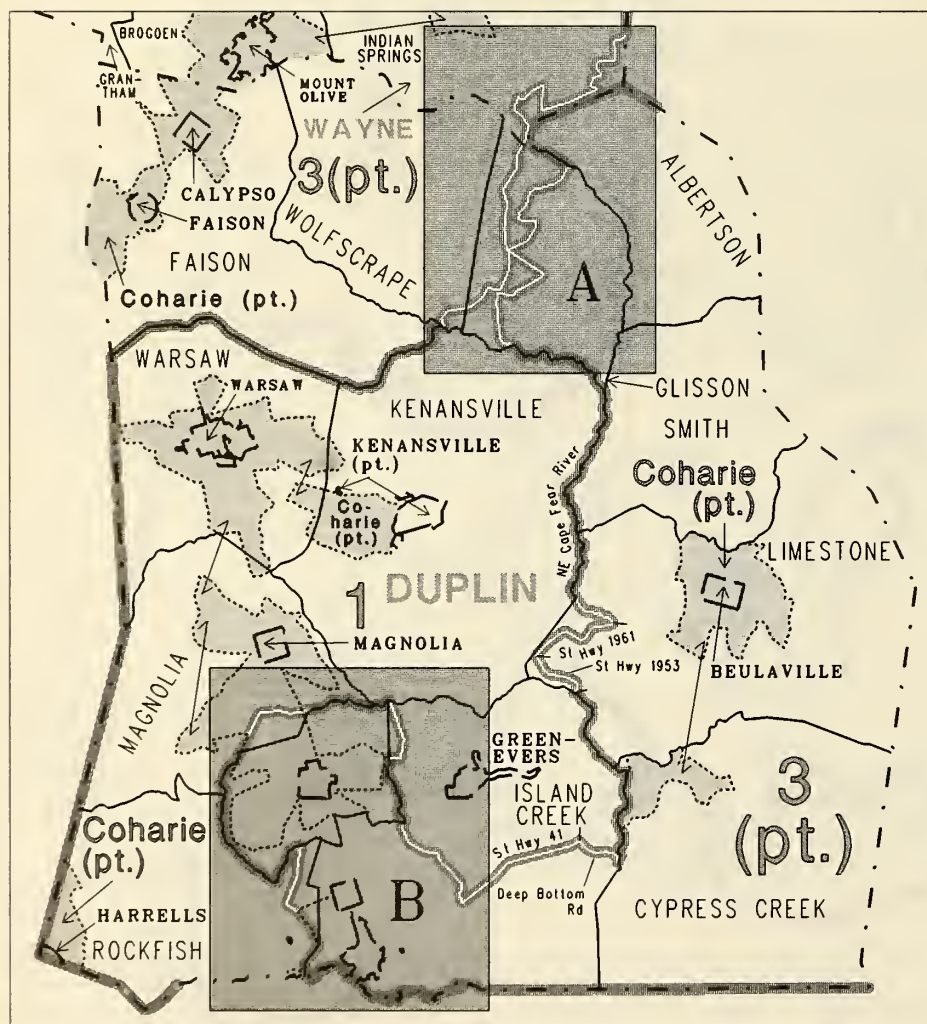 BROGDEN
INDIAN
SPRINGS
GRAN-
THAM
MOUNT
OLIVE
WAYNE
3(pt.)
CALYPSO
FAISON
WOLFSCRAPE
ALBERTSON
FAISON
A
Coharie (pt.)
WARSAW
WARSAW
GLISSON
KENANSVILLE
SMITH
KENANSVILLE
(pt.)
NE Cape Fear River
Coharie
(pt.)
Co-
harie
(pt.)
LIMESTONE
1
DUPLIN
St Hwy 1961
MAGNOLIA
St Hwy 1953
BEULAVILLE
MAGNOLIA
GREEN-
EVERS
3
(pt.)
ISLAND
CREEK
Coharie
(pt.)
St Hwy 41
Deep Bottom
Rd
B
CYPRESS CREEK
HARRELLS
ROCKFISH